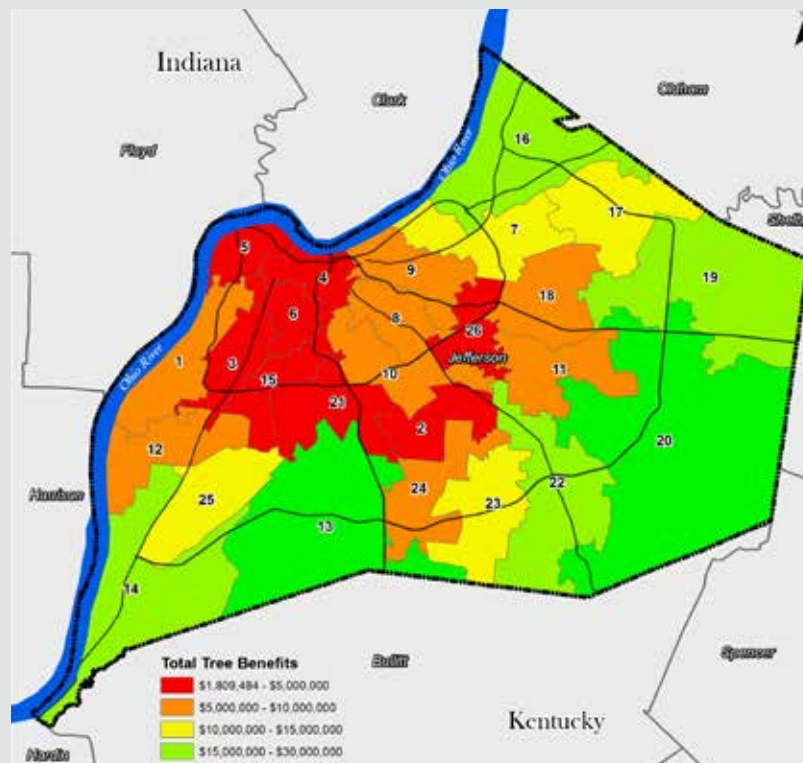 Indiana
Clark
Oldham
Floyd
Ohio River
16
17
5
7
4
9
19
6
18
8
26
Jefferson
1
3
Ohio River
10
11
15
21
2
20
12
24
22
25
23
Harrison
13
14
Bullitt
Spencer
Total Tree Benefits
$1,809,484 - $5,000,000
$5,000,000 - $10,000,000
Kentucky
$10,000,000 - $15,000,000
$15,000,000 - $30,000,000
Hardin